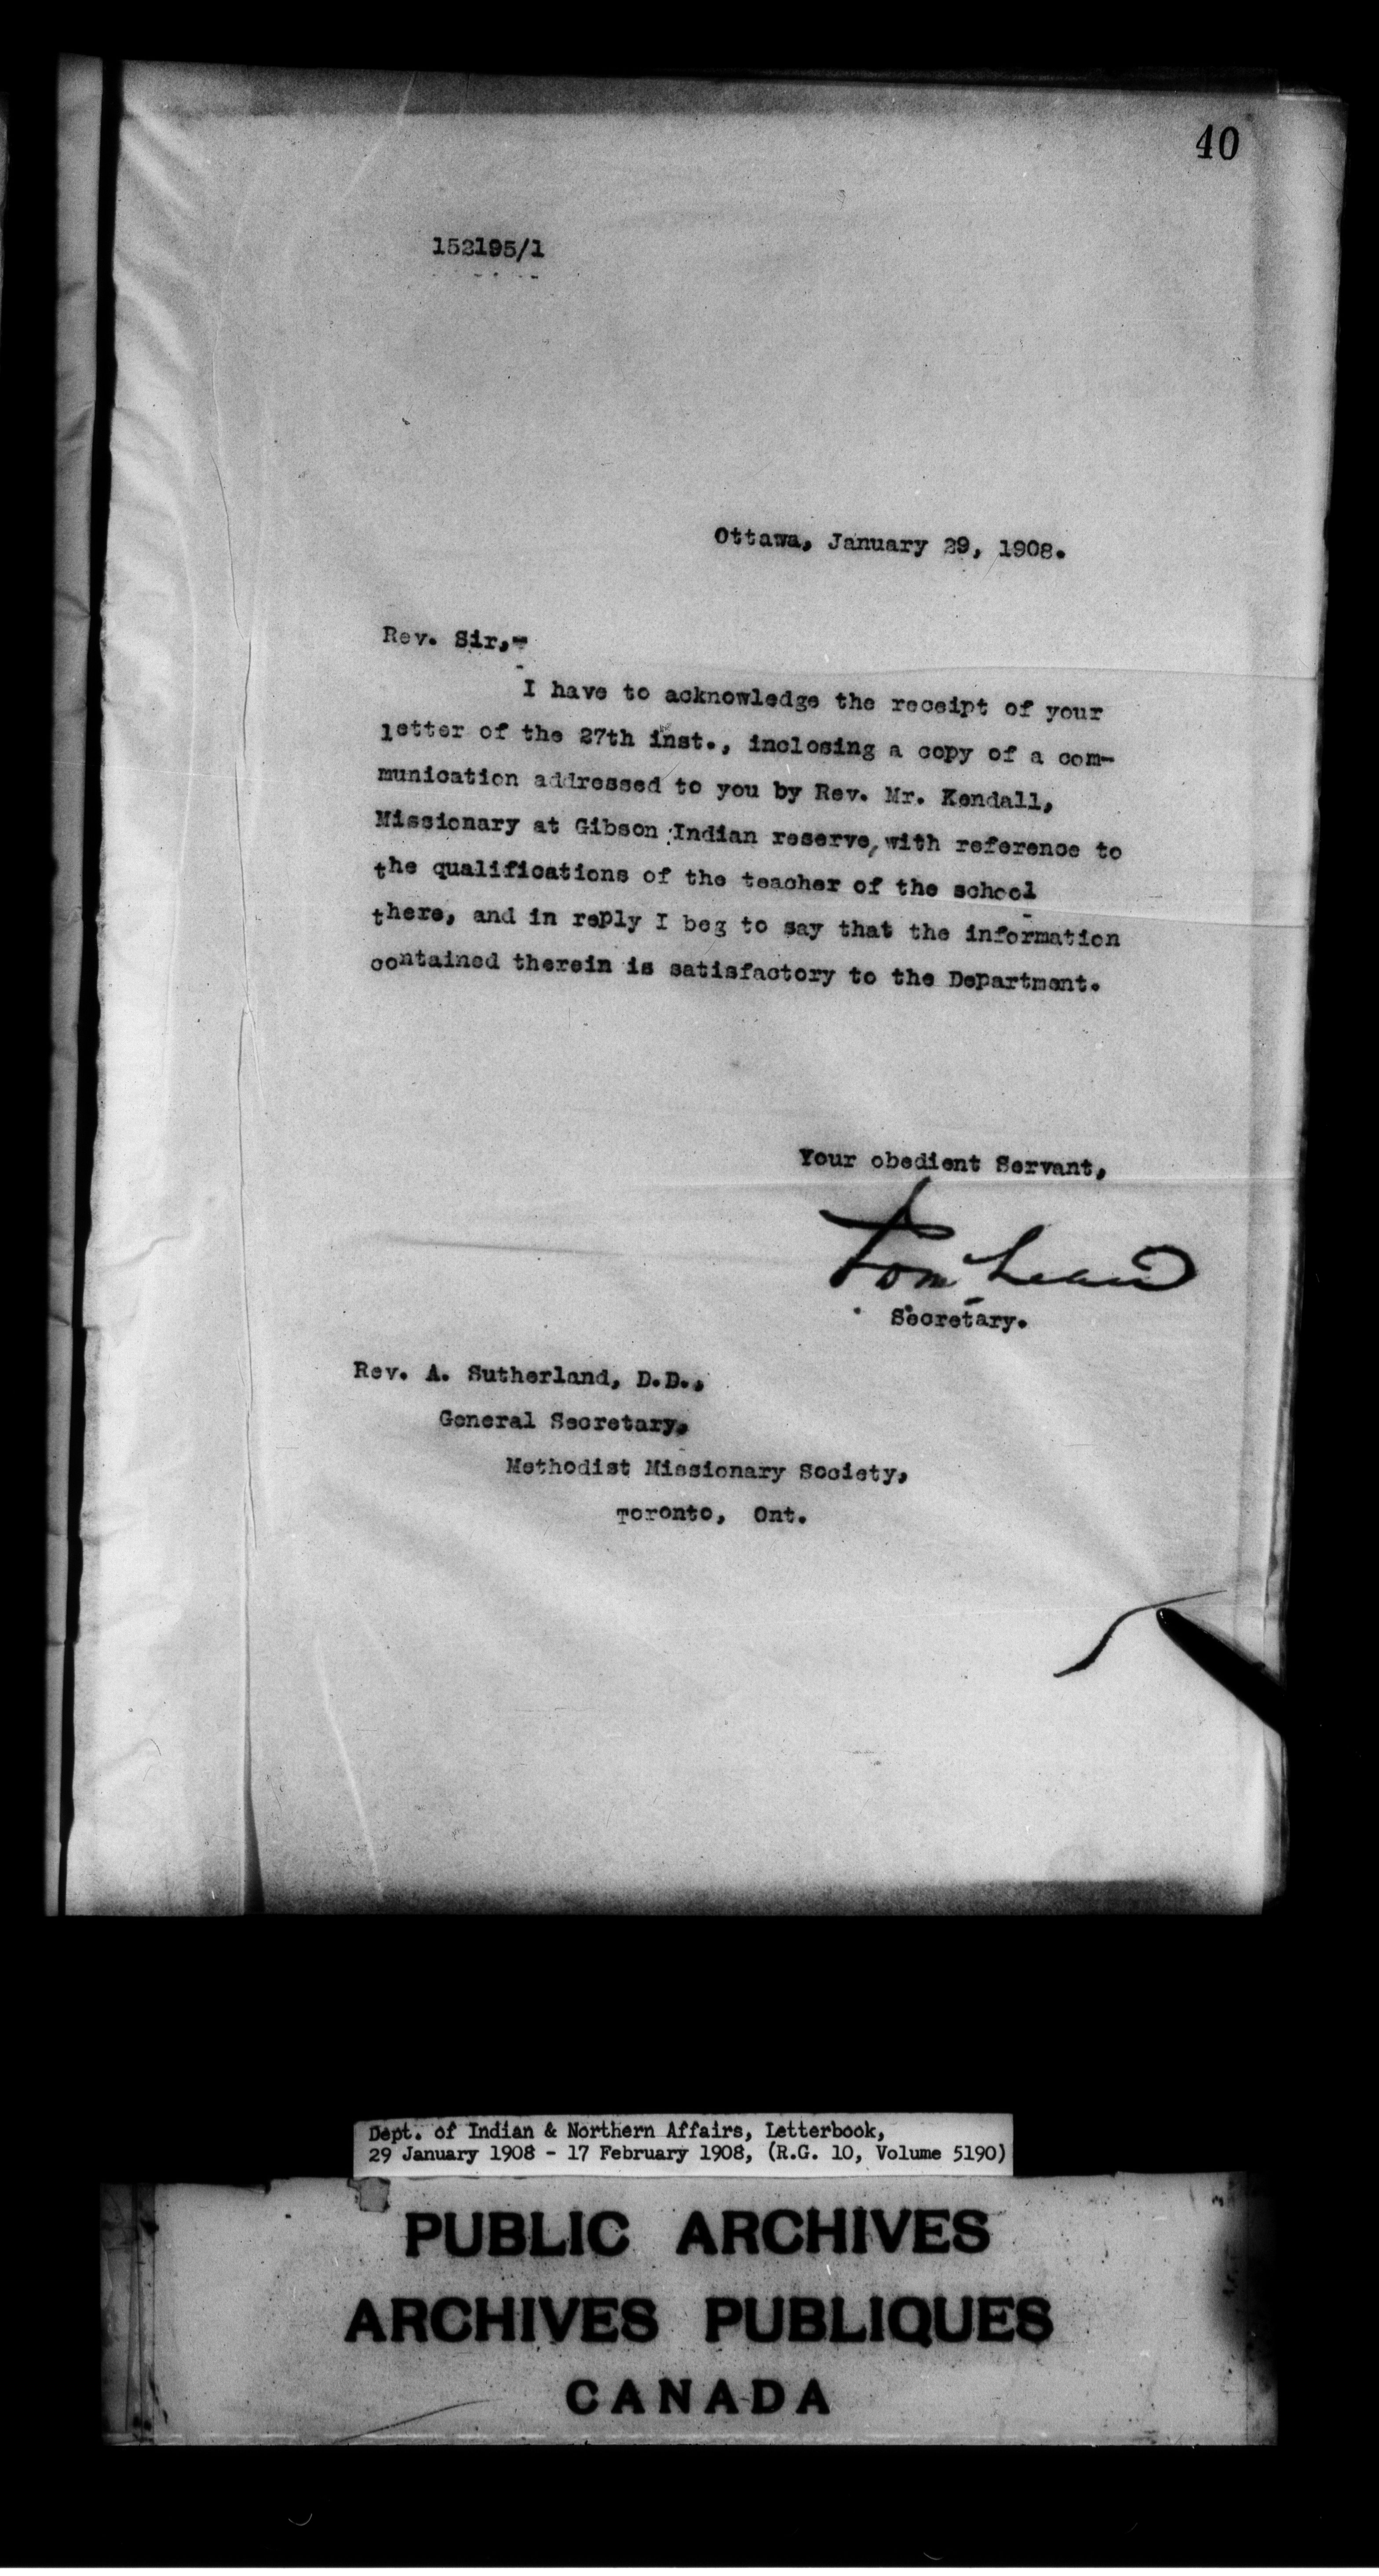 40
152195/1
Ottawa, January 29, 1908.
Rev. Sir,-
I have to acknowledge the receipt of your
letter of the 27th inst., inclosing a copy of a com-
munication addressed to you by Rev. Mr. Kendall,
Missionary at Gibson Indian reserve, with reference to
the qualifications of the teacher of the school
there, and in reply I beg to say that the information
contained therein is satisfactory to the Department.
Your obedient Servant,
Secretary.
Rev. A. Sutherland, D.D.,
General Secretary,
Methodist Missionary Society,
Toronto, Ont.
Dept. of Indian & Northern Affairs, Letterbook,
29 January 1908 - 17 February 1908, (R.G. 10, Volume 5190)
PUBLIC ARCHIVES
ARCHIVES PUBLIQUES
CANADA